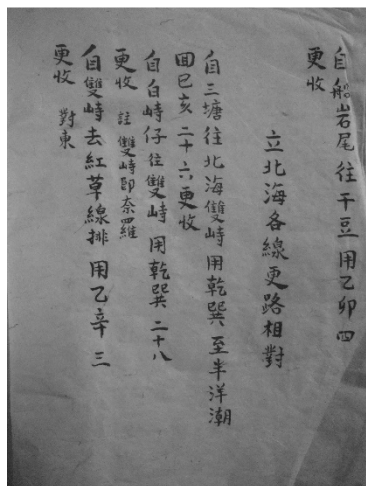 自船岩尾往干豆用乙卯四
更收
立北海各線更路相對
自三塘往北海雙峙用乾巽至半洋潮
回巳亥二十六更收
自白峙仔往雙峙用乾巽二十八
更收 註雙峙即奈羅
自雙峙去紅草線排用乙辛三
更收 對東